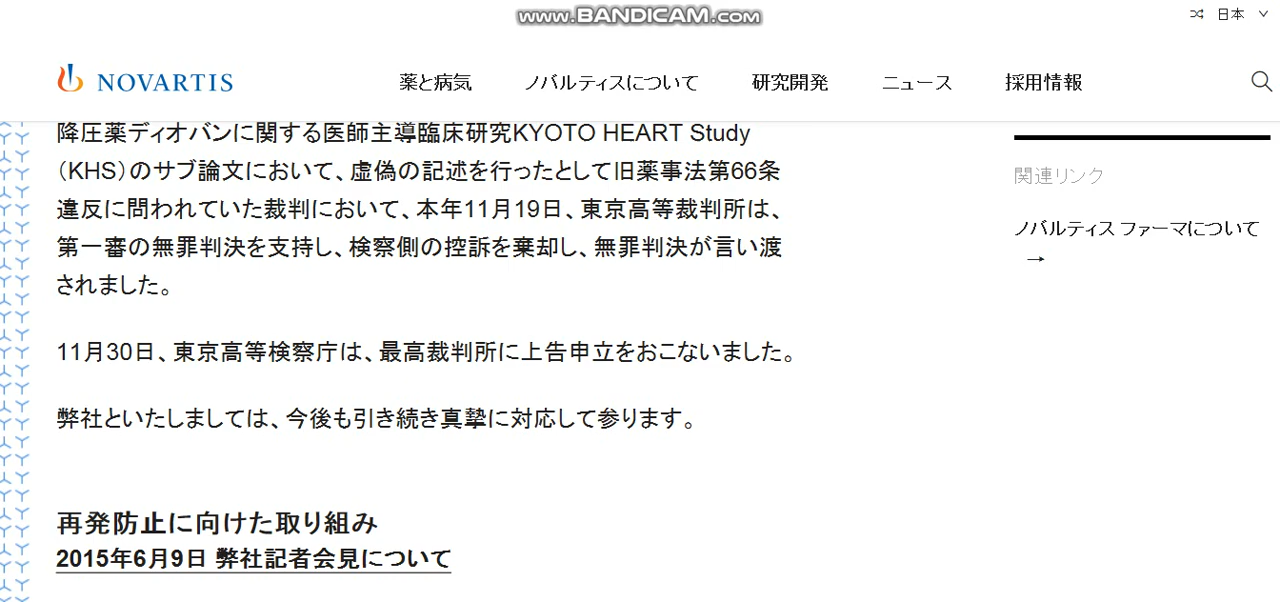 www.BANDICAM.com
日本
NOVARTIS
薬と病気
ノバルティスについて
研究開発
ニュース
採用情報
降圧薬ディオバンに関する医師主導臨床研究KYOTO HEART Study
（KHS）のサブ論文において、虚偽の記述を行ったとして旧薬事法第66条
違反に問われていた裁判において、本年11月19日、東京高等裁判所は、
第一審の無罪判決を支持し、検察側の控訴を棄却し、無罪判決が言い渡
されました。
11月30日、東京高等検察庁は、最高裁判所に上告申立をおこないました。
弊社といたしましては、今後も引き続き真摯に対応して参ります。
再発防止に向けた取り組み
2015年6月9日 弊社記者会見について
関連リンク
ノバルティス ファーマについて
→